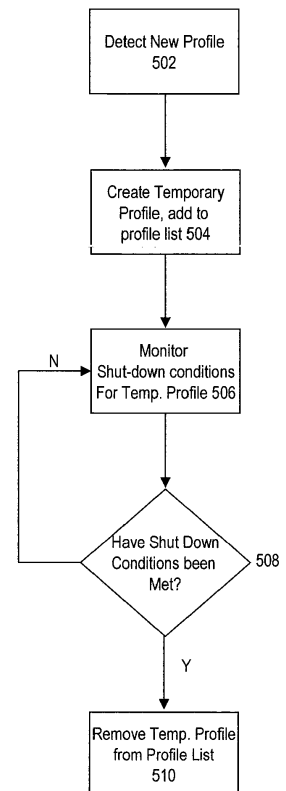 Detect New Profile
502
Create Temporary
Profile, add to
profile list 504
N
Monitor
Shut-down conditions
For Temp. Profile 506
Have Shut Down
Conditions been
Met?
508
Y
Remove Temp. Profile
from Profile List
510